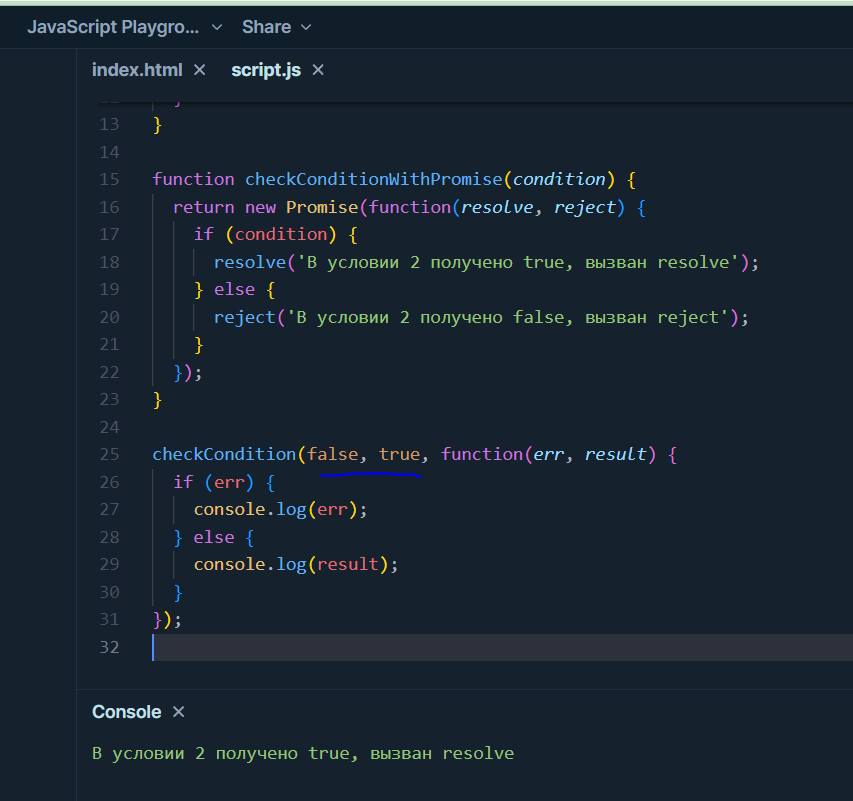 JavaScript Playgro... Share
index.html × script.js ×
13 }
14
15 function checkConditionWithPromise(condition) {
16 return new Promise(function(resolve, reject) {
17 if (condition) {
18 resolve('В условии 2 получено true, вызван resolve');
19 } else {
20 reject('В условии 2 получено false, вызван reject');
21 }
22 });
23 }
24
25 checkCondition(false, true, function(err, result) {
26 if (err) {
27 console.log(err);
28 } else {
29 console.log(result);
30 }
31 });
32
Console ×
В условии 2 получено true, вызван resolve